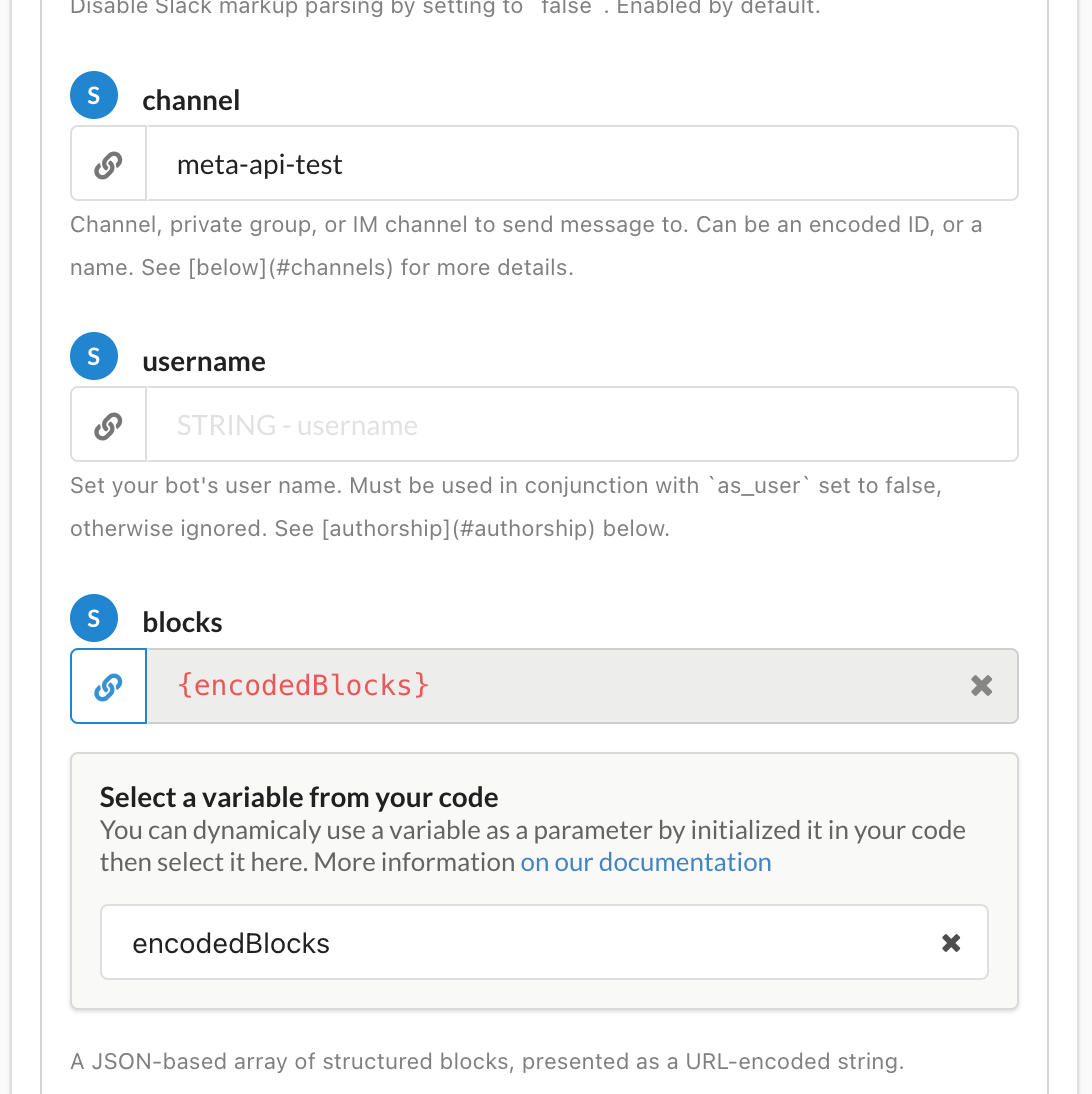 Disable Slack markup parsing by setting to `false`. Enabled by default.
S channel
meta-api-test
Channel, private group, or IM channel to send message to. Can be an encoded ID, or a
name. See [below](#channels) for more details.
S username
STRING - username
Set your bot's user name. Must be used in conjunction with `as_user` set to false,
otherwise ignored. See [authorship](#authorship) below.
S blocks
{encodedBlocks}
Select a variable from your code
You can dynamicaly use a variable as a parameter by initialized it in your code
then select it here. More information on our documentation
encodedBlocks
A JSON-based array of structured blocks, presented as a URL-encoded string.